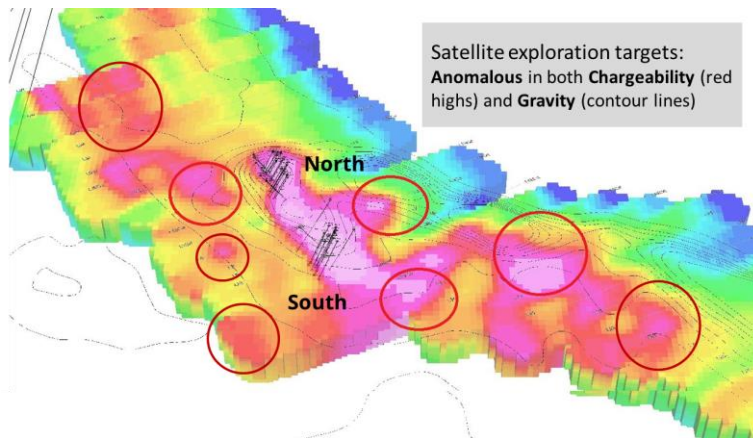 Satellite exploration targets:
Anomalous in both Chargeability (red
highs) and Gravity (contour lines)
North
South